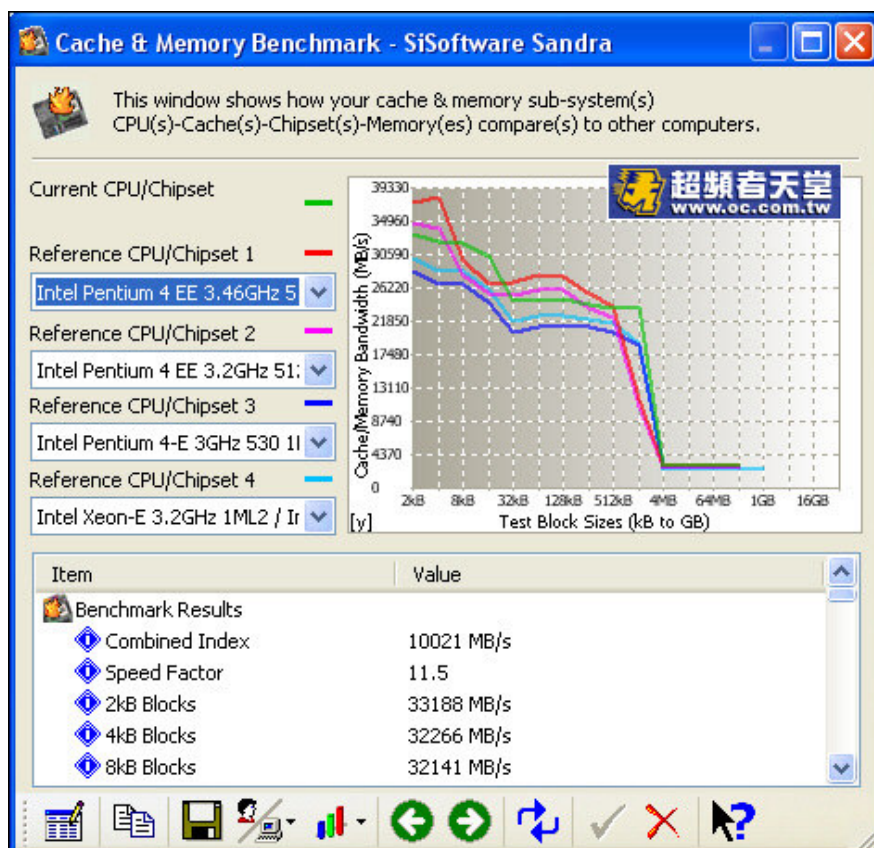 Cache & Memory Benchmark - SiSoftware Sandra
This window shows how your cache & memory sub-system(s)
CPU(s)-Cache(s)-Chipset(s)-Memory(es) compare(s) to other computers.
Current CPU/Chipset
Reference CPU/Chipset 1
Intel Pentium 4 EE 3.46GHz 5
Reference CPU/Chipset 2
Intel Pentium 4 EE 3.2GHz 51
Reference CPU/Chipset 3
Intel Pentium 4-E 3GHz 530 1
Reference CPU/Chipset 4
Intel Xeon-E 3.2GHz 1ML2 / Ir
超頻者天堂
www.oc.com.tw
Cache/Memory Bandwidth (MB/s)
39330
34960
30590
26220
21850
17480
13110
8740
4370
0
2kB 8kB 32kB 128kB 512kB 4MB 64MB 1GB 16GB
[y] Test Block Sizes (kB to GB)
Item Value
Benchmark Results
Combined Index 10021 MB/s
Speed Factor 11.5
2kB Blocks 33188 MB/s
4kB Blocks 32266 MB/s
8kB Blocks 32141 MB/s